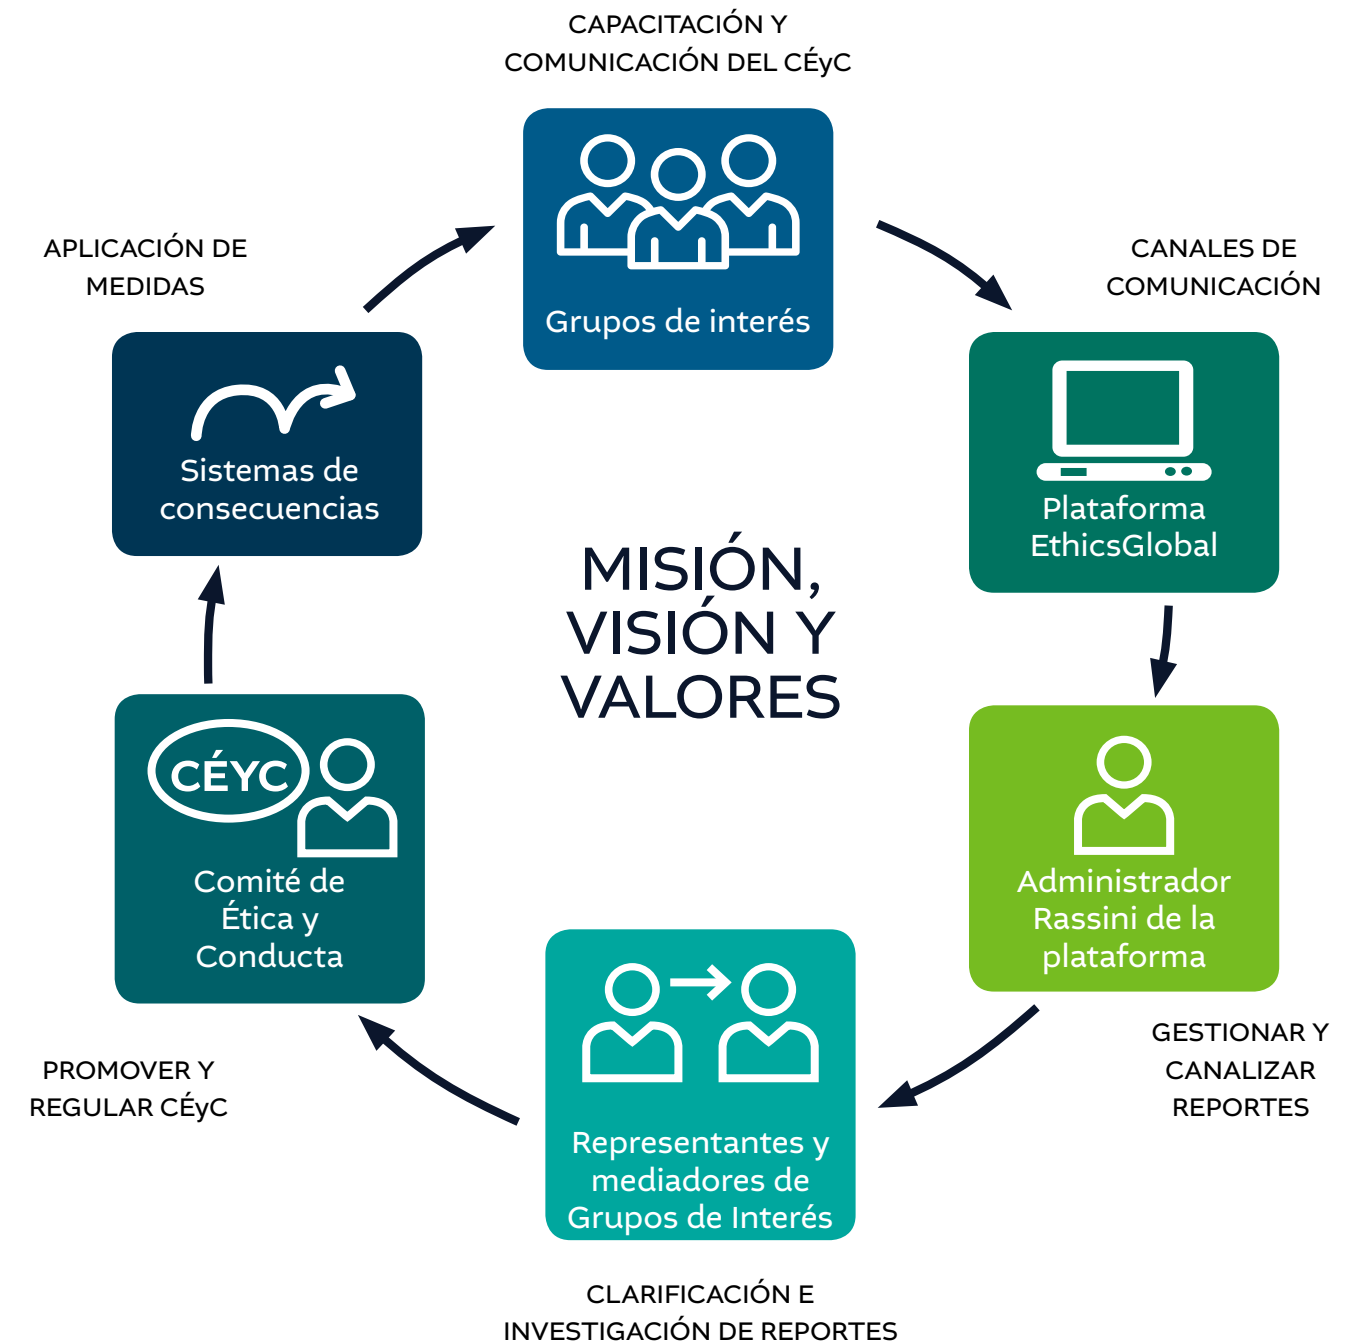 CAPACITACIÓN Y
COMUNICACIÓN DEL CÉyC
Grupos de interés
CANALES DE
COMUNICACIÓN
Plataforma
EthicsGlobal
Administrador
Rassini de la
plataforma
GESTIONAR Y
CANALIZAR
REPORTES
Representantes y
mediadores de
Grupos de Interés
CLARIFICACIÓN E
INVESTIGACIÓN DE REPORTES
CÉYC
Comité de
Ética y
Conducta
PROMOVER Y
REGULAR CÉyC
APLICACIÓN DE
MEDIDAS
Sistemas de
consecuencias
MISIÓN,
VISIÓN Y
VALORES